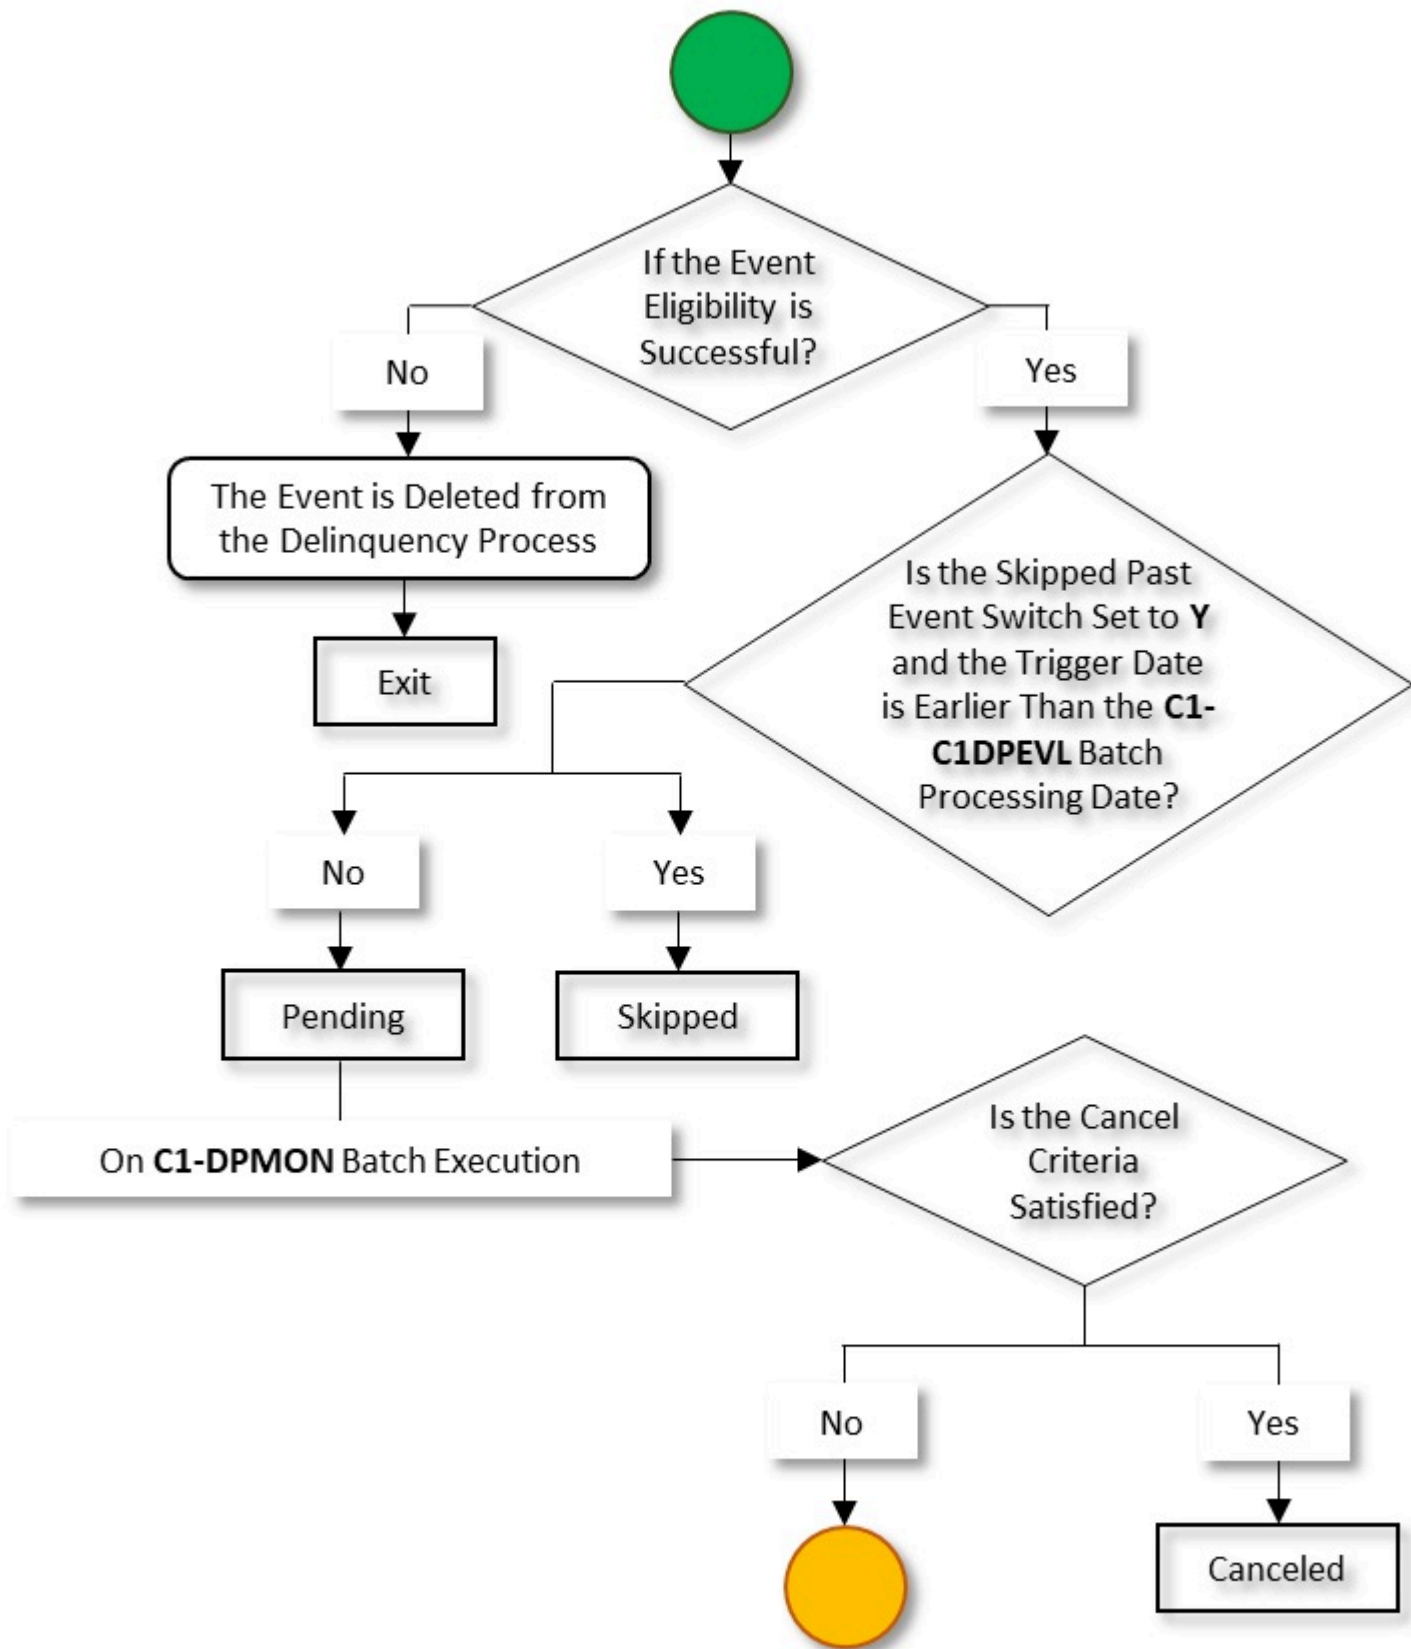 If the Event
Eligibility is
Successful?
No
Yes
The Event is Deleted from
the Delinquency Process
Is the Skipped Past
Event Switch Set to Y
and the Trigger Date
is Earlier Than the C1-
C1DPEVL Batch
Processing Date?
Exit
No
Yes
Pending
Skipped
Is the Cancel
Criteria
Satisfied?
On C1-DPMON Batch Execution
No
Yes
Canceled